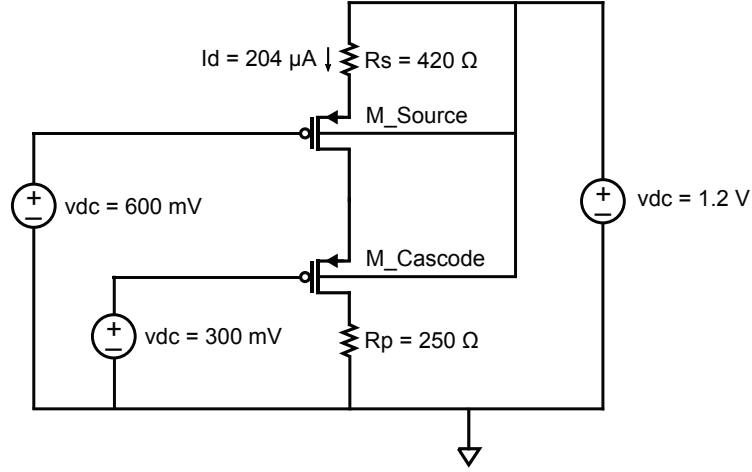 Id = 204 µA
Rs = 420 Ω
M_Source
+
−
vdc = 600 mV
+
−
vdc = 1.2 V
M_Cascode
+
−
vdc = 300 mV
Rp = 250 Ω